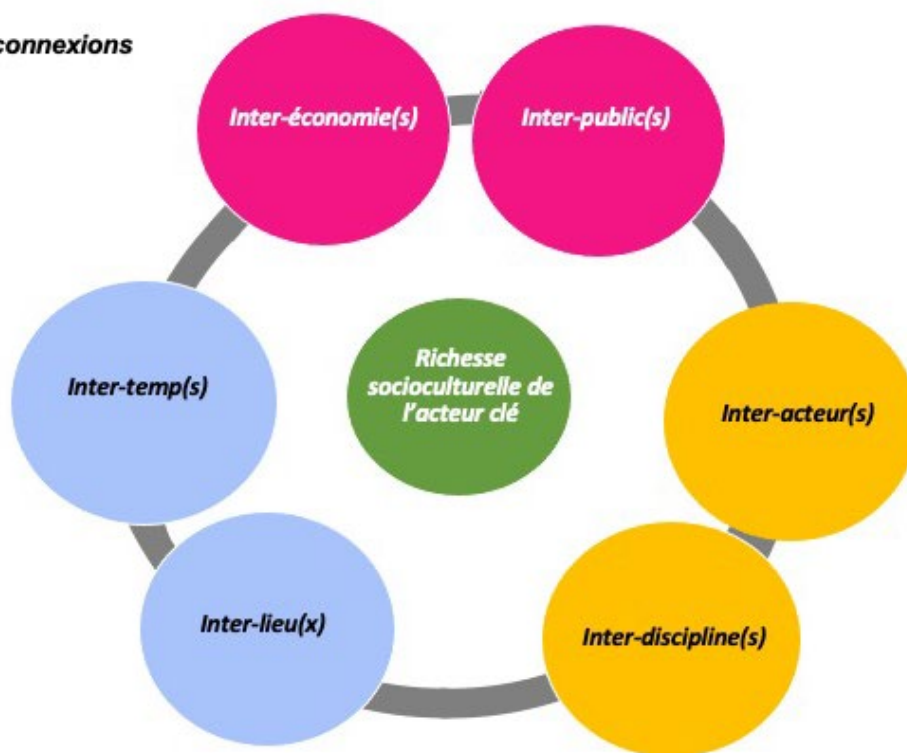 connexions
Inter-économie(s)
Inter-public(s)
Inter-temp(s)
Richesse
socioculturelle de
l'acteur clé
Inter-acteur(s)
Inter-lieu(x)
Inter-discipline(s)